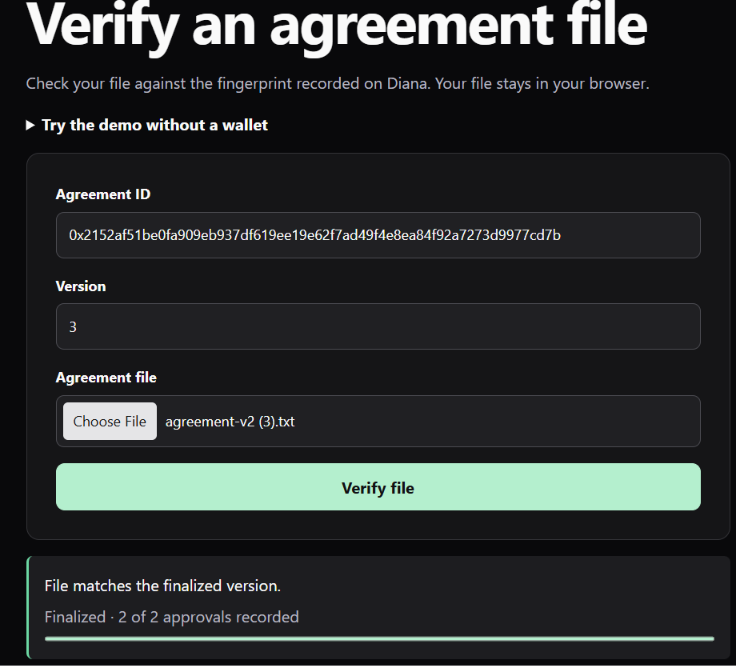 Verify an agreement file
Check your file against the fingerprint recorded on Diana. Your file stays in your browser.
▶ Try the demo without a wallet
Agreement ID
0x2152af51be0fa909eb937df619ee19e62f7ad49f4e8ea84f92a7273d9977cd7b
Version
3
Agreement file
Choose File agreement-v2 (3).txt
Verify file
File matches the finalized version.
Finalized · 2 of 2 approvals recorded